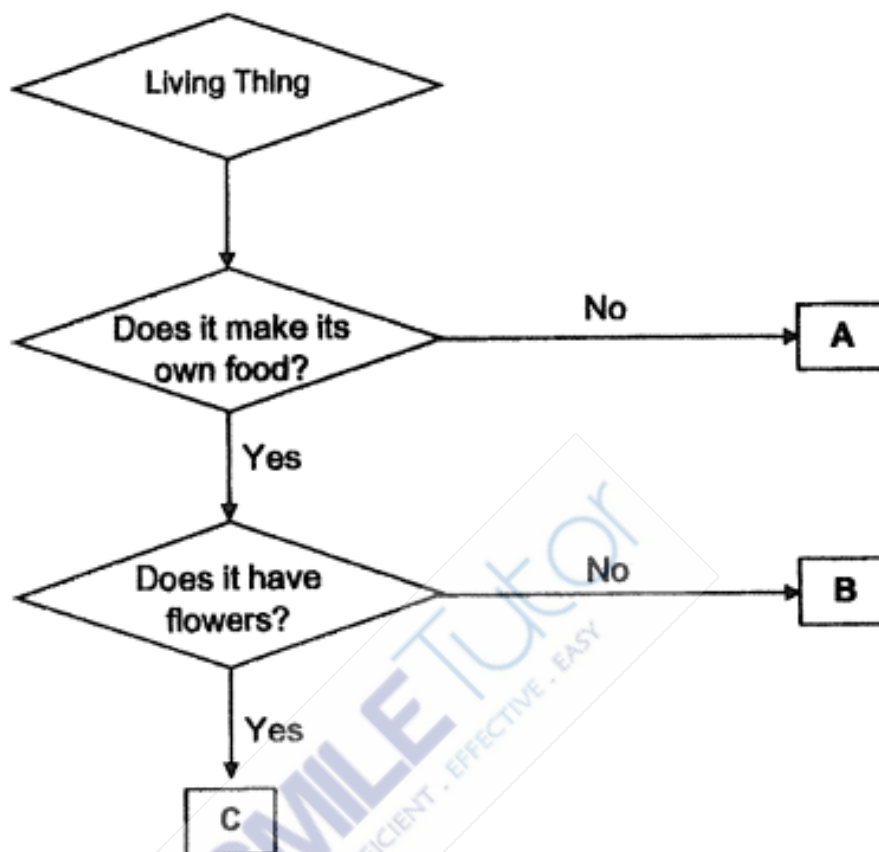 Living Thing
Does it make its
own food?
No
A
Yes
Does it have
flowers?
No
B
Yes
C
SMILETutor
EFFICIENT . EFFECTIVE . EASY